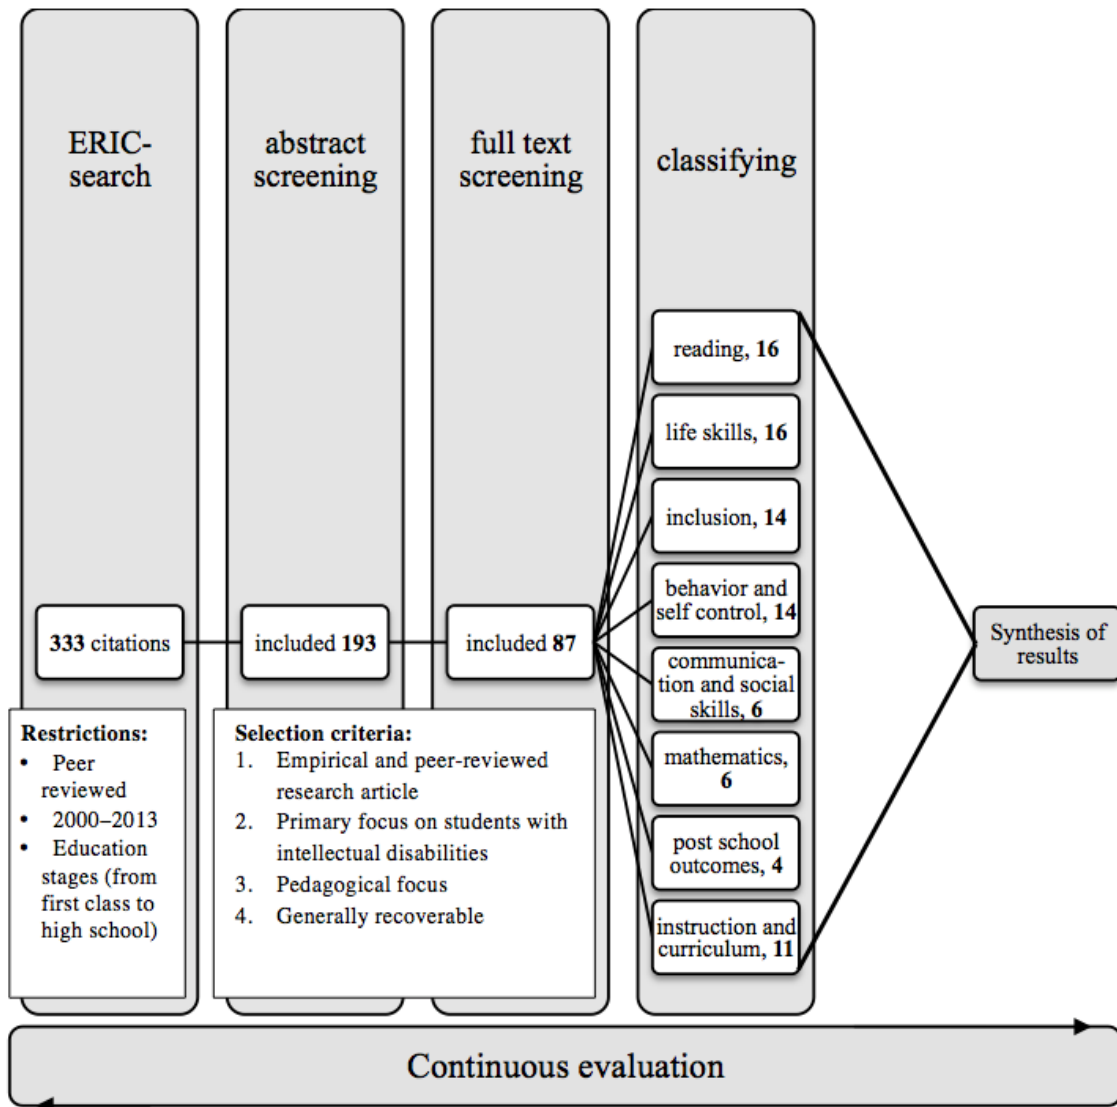 ERIC-
search
abstract
screening
full text
screening
classifying
reading, 16
life skills, 16
inclusion, 14
behavior and
self control, 14
communica-
tion and social
skills, 6
mathematics,
6
post school
outcomes, 4
instruction and
curriculum, 11
333 citations
included 193
included 87
Synthesis of
results
Restrictions:
• Peer
reviewed
• 2000–2013
• Education
stages (from
first class to
high school)
Selection criteria:
1. Empirical and peer-reviewed
research article
2. Primary focus on students with
intellectual disabilities
3. Pedagogical focus
4. Generally recoverable
Continuous evaluation